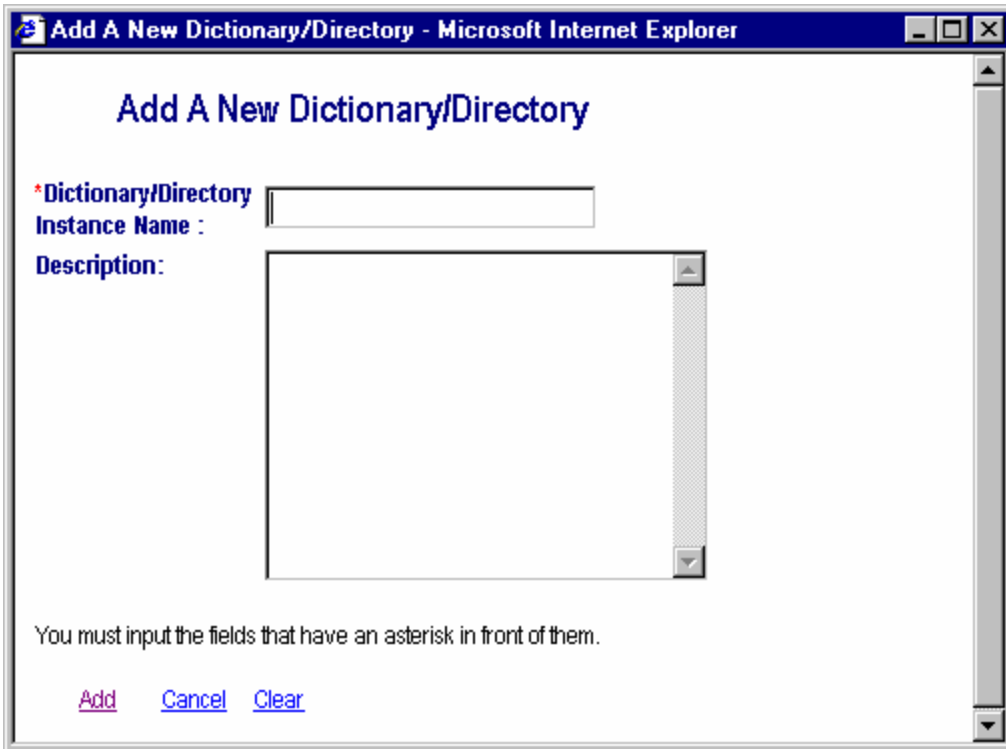 Add A New Dictionary/Directory - Microsoft Internet Explorer
Add A New Dictionary/Directory
*Dictionary/Directory
Instance Name :
Description:
You must input the fields that have an asterisk in front of them.
Add Cancel Clear